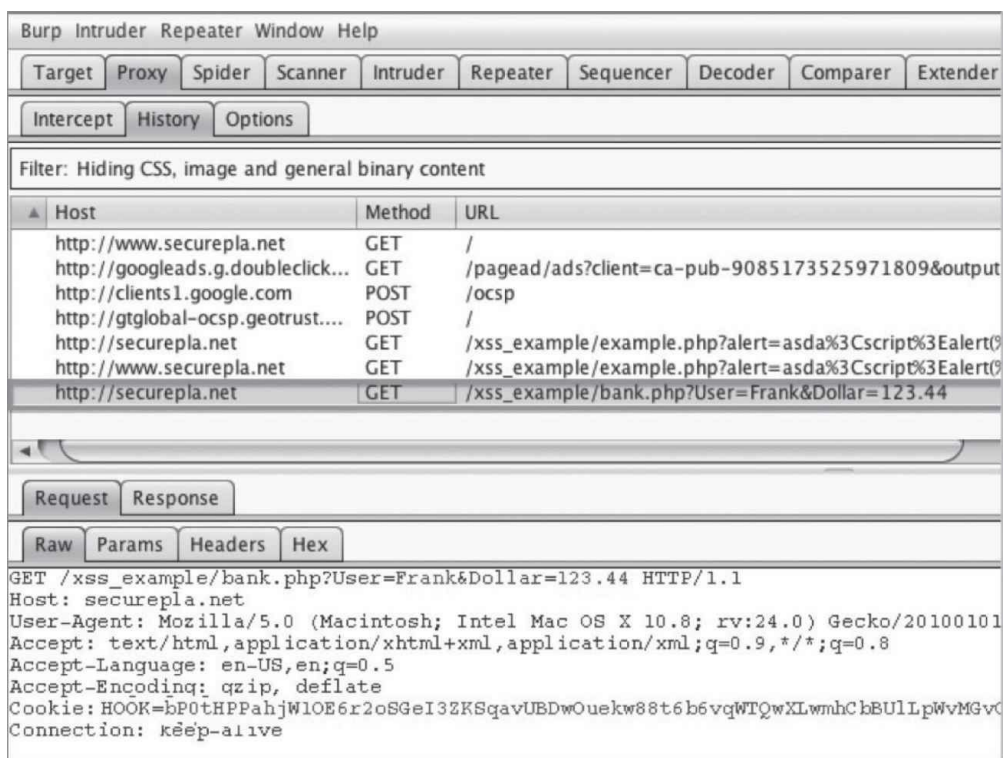 Burp Intruder Repeater Window Help
Target Proxy Spider Scanner Intruder Repeater Sequencer Decoder Comparer Extender
Intercept History Options
Filter: Hiding CSS, image and general binary content
Host Method URL
http://www.securepla.net GET /
http://googleads.g.doubleclick... GET /pagead/ads?client=ca-pub-9085173525971809&output
http://clients1.google.com POST /ocsp
http://gtglobal-ocsp.geotrust.... POST /
http://securepla.net GET /xss_example/example.php?alert=asda%3Cscript%3Ealert(%
http://www.securepla.net GET /xss_example/example.php?alert=asda%3Cscript%3Ealert(%
http://securepla.net GET /xss_example/bank.php?User=Frank&Dollar=123.44
Request Response
Raw Params Headers Hex
GET /xss_example/bank.php?User=Frank&Dollar=123.44 HTTP/1.1
Host: securepla.net
User-Agent: Mozilla/5.0 (Macintosh; Intel Mac OS X 10.8; rv:24.0) Gecko/20100101
Accept: text/html,application/xhtml+xml,application/xml;q=0.9,*/*;q=0.8
Accept-Language: en-US,en;q=0.5
Accept-Encoding: gzip, deflate
Cookie: HOOK=bP0tHPPahjW1OE6r2oSGeI3ZKSqavUBDwOuekw88t6b6vqWTQwXLwmhCbBUlLpWvMGv
Connection: keep-alive